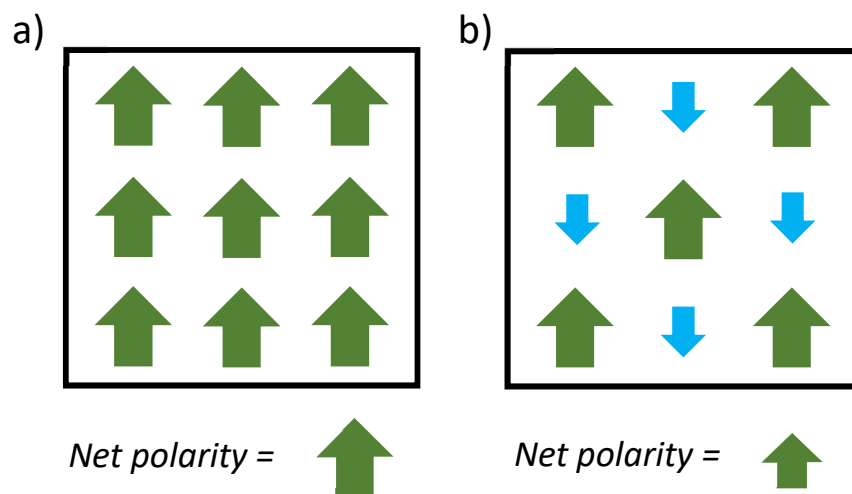 a)
b)
Net polarity =
Net polarity =